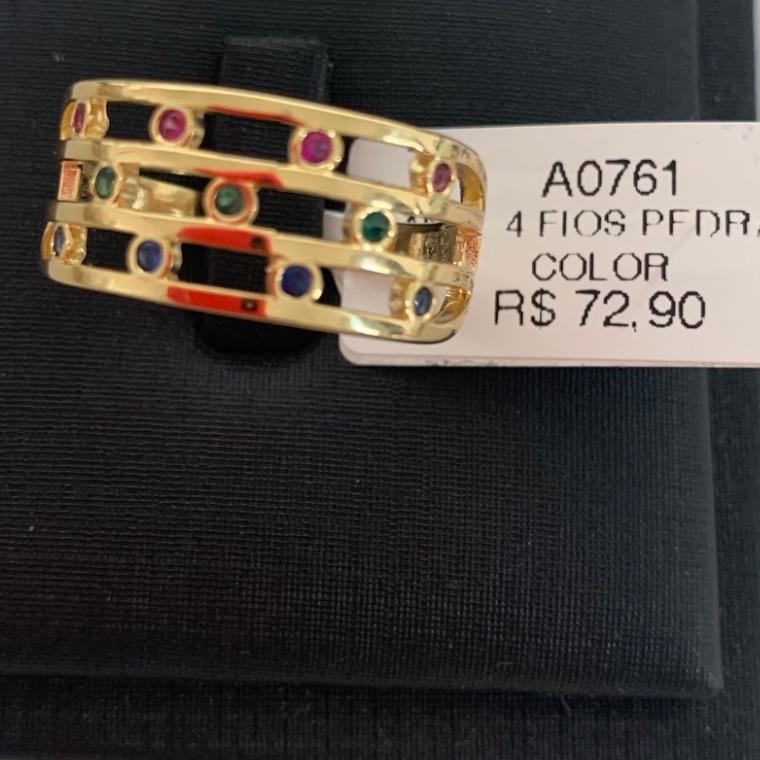 A0761
4 FIOS PEDR
COLOR
R$ 72,90